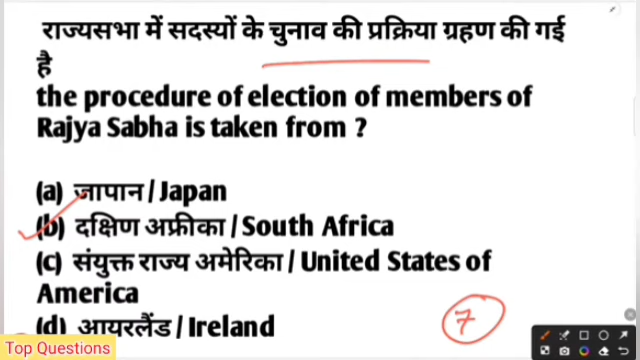 राज्यसभा में सदस्यों के चुनाव की प्रक्रिया ग्रहण की गई
है
the procedure of election of members of
Rajya Sabha is taken from ?
(a) जापान / Japan
(b) दक्षिण अफ्रीका / South Africa
(c) संयुक्त राज्य अमेरिका / United States of
America
(d) आयरलैंड / Ireland
7
Top Questions